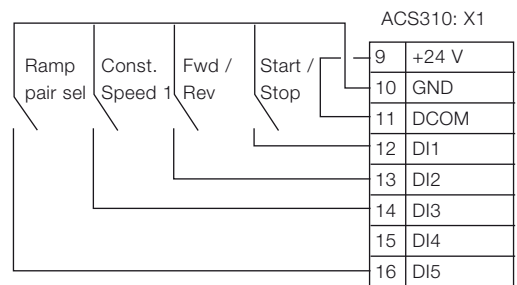 ACS310: X1
Ramp
pair sel
Const.
Speed 1
Fwd /
Rev
Start /
Stop
9 +24 V
10 GND
11 DCOM
12 DI1
13 DI2
14 DI3
15 DI4
16 DI5